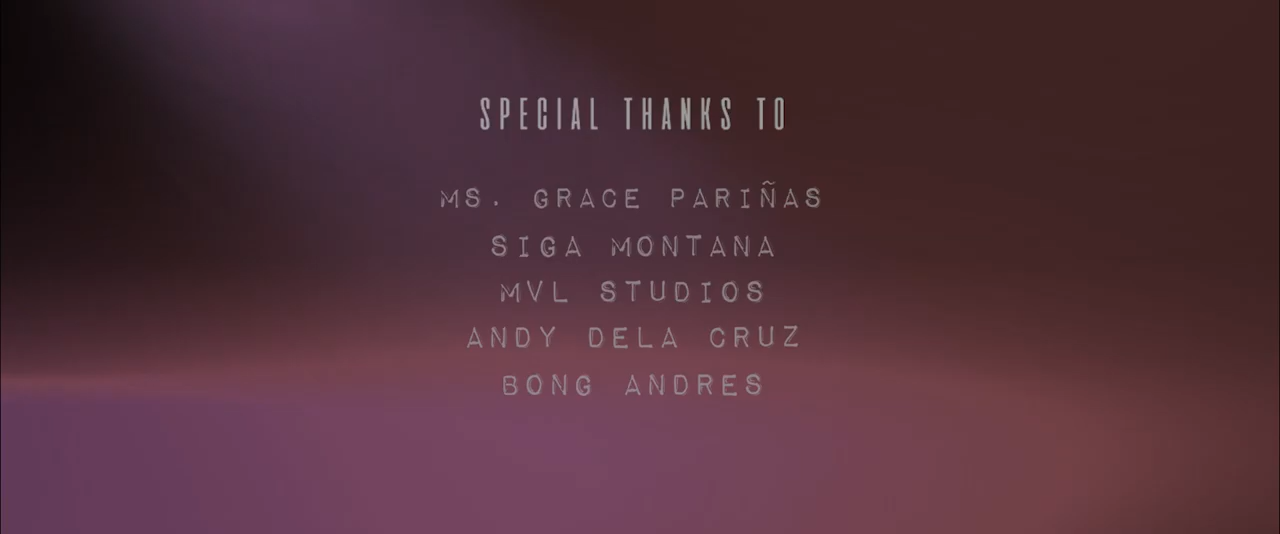 SPECIAL THANKS TO
MS. GRACE PARIÑAS
SIGA MONTANA
MVL STUDIOS
ANDY DELA CRUZ
BONG ANDRES